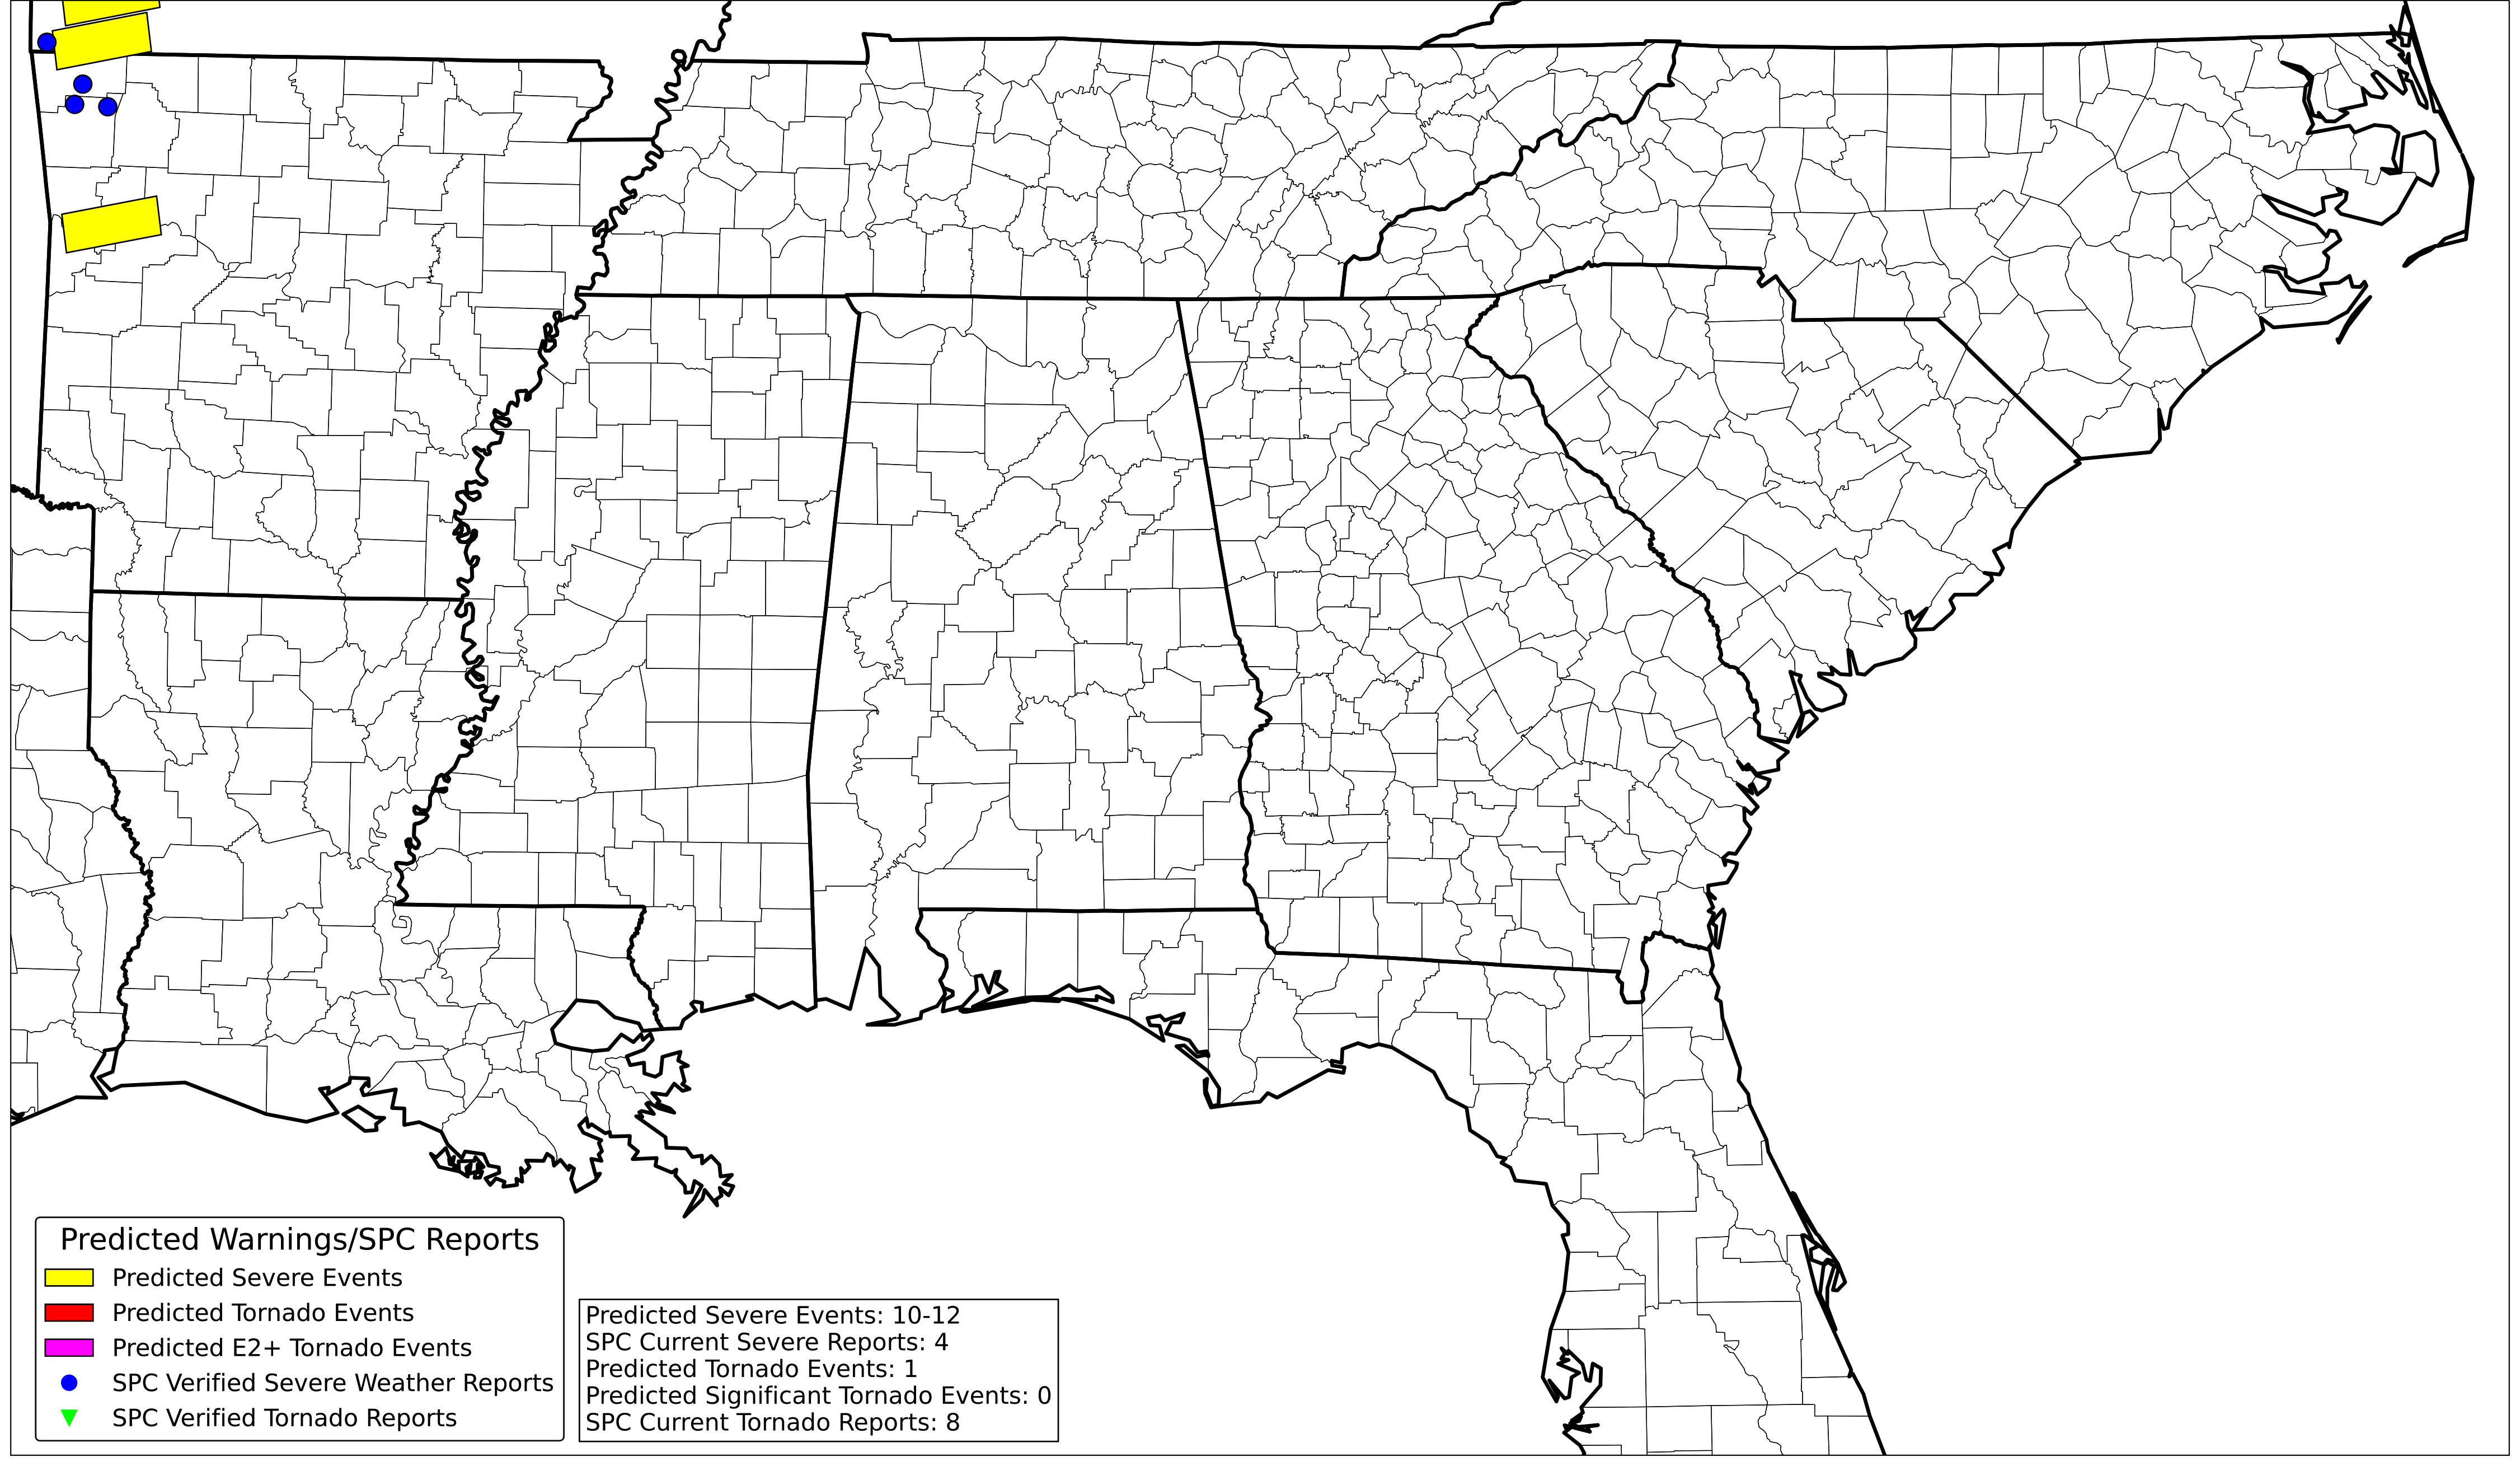 Predicted Warnings/SPC Reports
Predicted Severe Events
Predicted Tornado Events
Predicted E2+ Tornado Events
SPC Verified Severe Weather Reports
SPC Verified Tornado Reports
Predicted Severe Events: 10-12
SPC Current Severe Reports: 4
Predicted Tornado Events: 1
Predicted Significant Tornado Events: 0
SPC Current Tornado Reports: 8